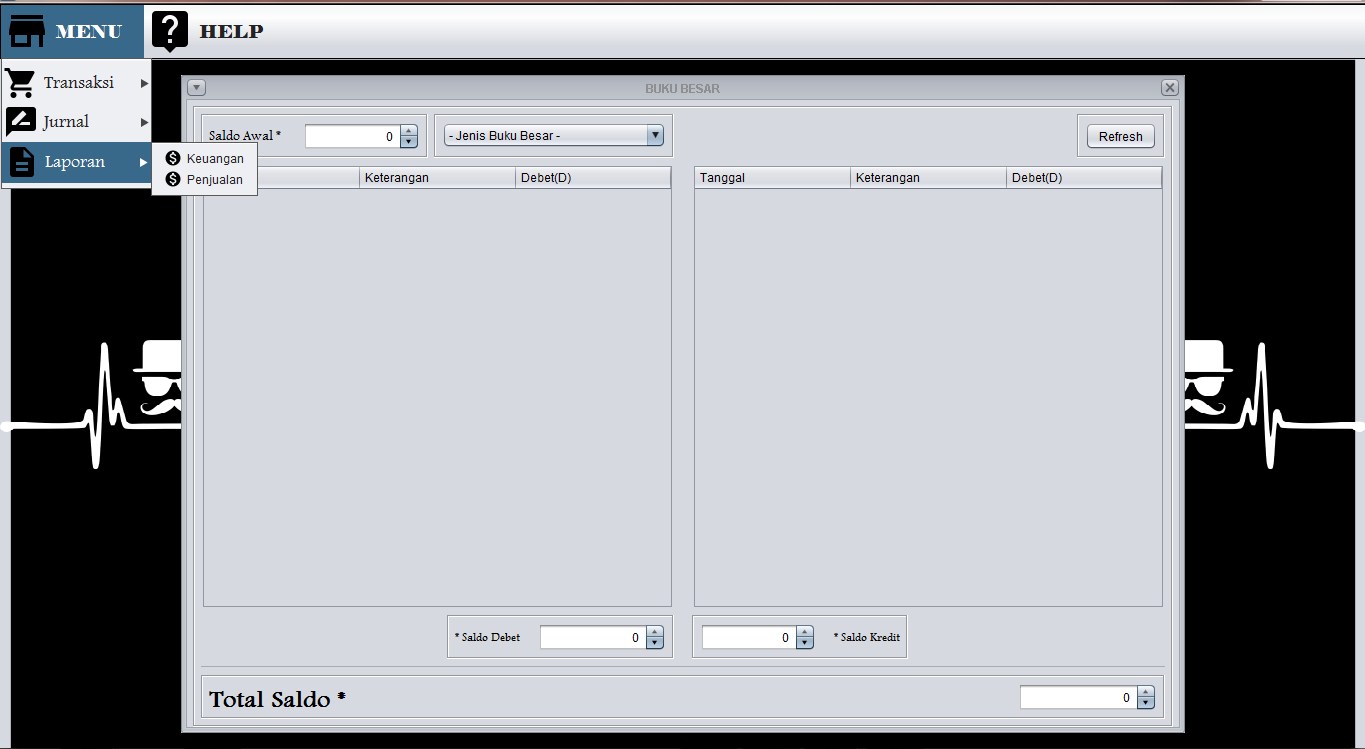 MENU HELP
Transaksi
Jurnal
Laporan
Keuangan
Penjualan
BUKU BESAR
Saldo Awal * 0 - Jenis Buku Besar - Refresh
Keterangan Debet(D) Tanggal Keterangan Debet(D)
* Saldo Debet 0 0 * Saldo Kredit
Total Saldo * 0